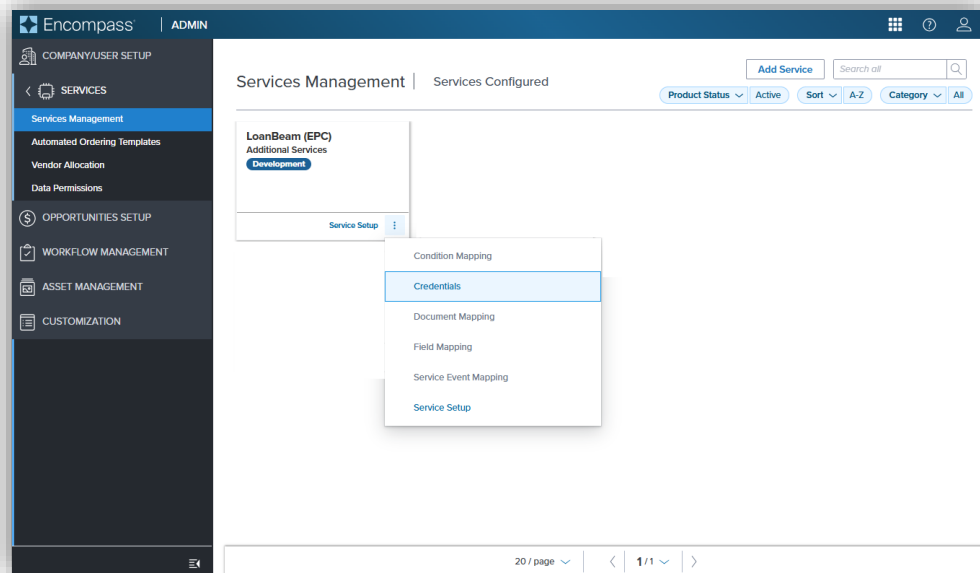 Encompass | ADMIN
COMPANY/USER SETUP
SERVICES
Services Management
Automated Ordering Templates
Vendor Allocation
Data Permissions
OPPORTUNITIES SETUP
WORKFLOW MANAGEMENT
ASSET MANAGEMENT
CUSTOMIZATION
Services Management | Services Configured
Add Service Search all
Product Status Active Sort A-Z Category All
LoanBeam (EPC)
Additional Services
Development
Service Setup
Condition Mapping
Credentials
Document Mapping
Field Mapping
Service Event Mapping
Service Setup
20 / page 1 / 1